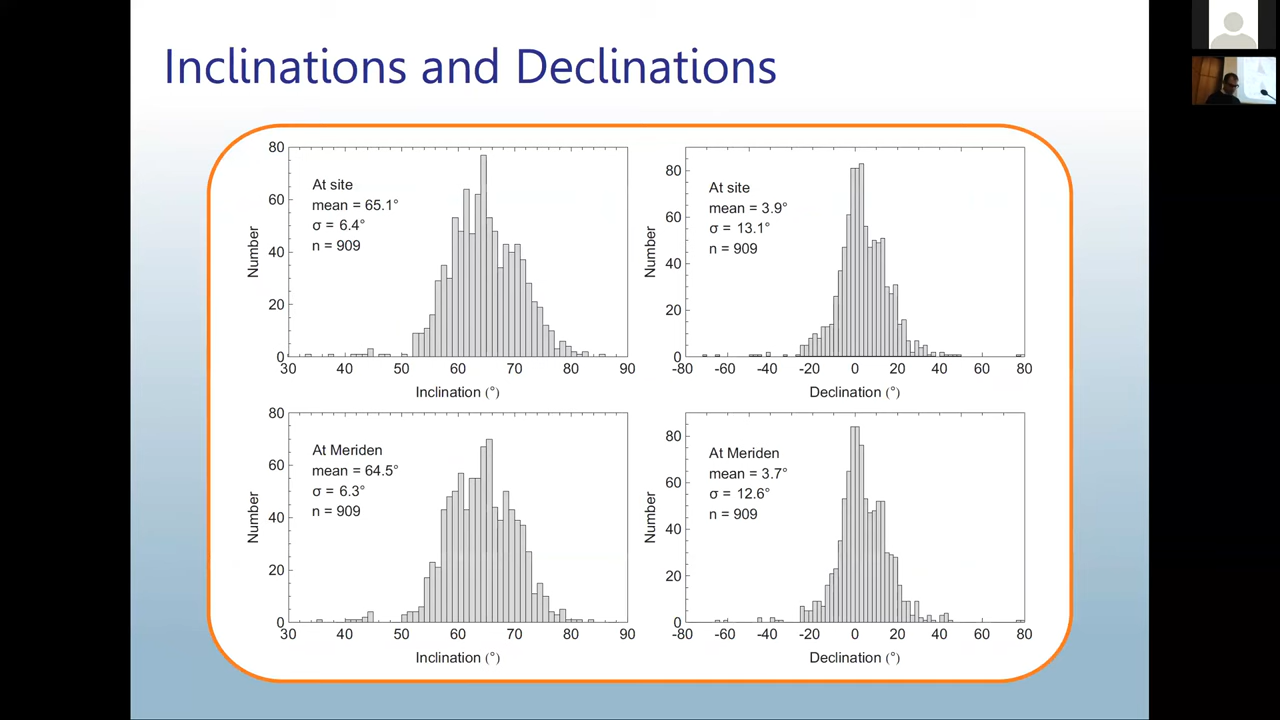 Inclinations and Declinations
80
60
40
20
0
Number
At site
mean = 65.1°
σ = 6.4°
n = 909
30 40 50 60 70 80 90
Inclination (°)
80
60
40
20
0
Number
At site
mean = 3.9°
σ = 13.1°
n = 909
-80 -60 -40 -20 0 20 40 60 80
Declination (°)
80
60
40
20
0
Number
At Meriden
mean = 64.5°
σ = 6.3°
n = 909
30 40 50 60 70 80 90
Inclination (°)
80
60
40
20
0
Number
At Meriden
mean = 3.7°
σ = 12.6°
n = 909
-80 -60 -40 -20 0 20 40 60 80
Declination (°)